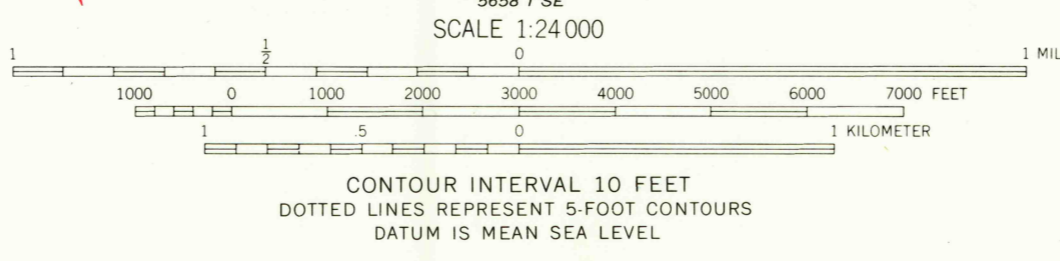 5658 I SE
SCALE 1:24 000
1 1/2 0 1 MIL
1000 0 1000 2000 3000 4000 5000 6000 7000 FEET
1 .5 0 1 KILOMETER
CONTOUR INTERVAL 10 FEET
DOTTED LINES REPRESENT 5-FOOT CONTOURS
DATUM IS MEAN SEA LEVEL